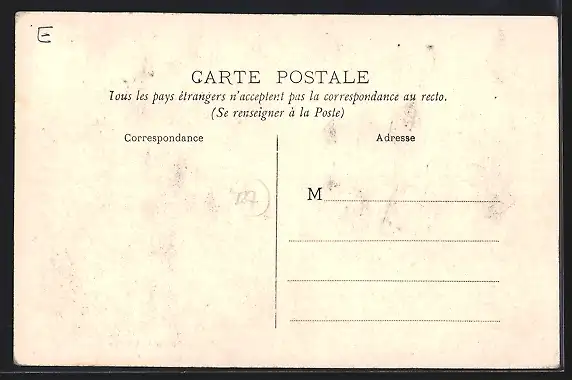 E
CARTE POSTALE
Tous les pays étrangers n'acceptent pas la correspondance au recto.
(Se renseigner à la Poste)
Correspondance
Adresse
M